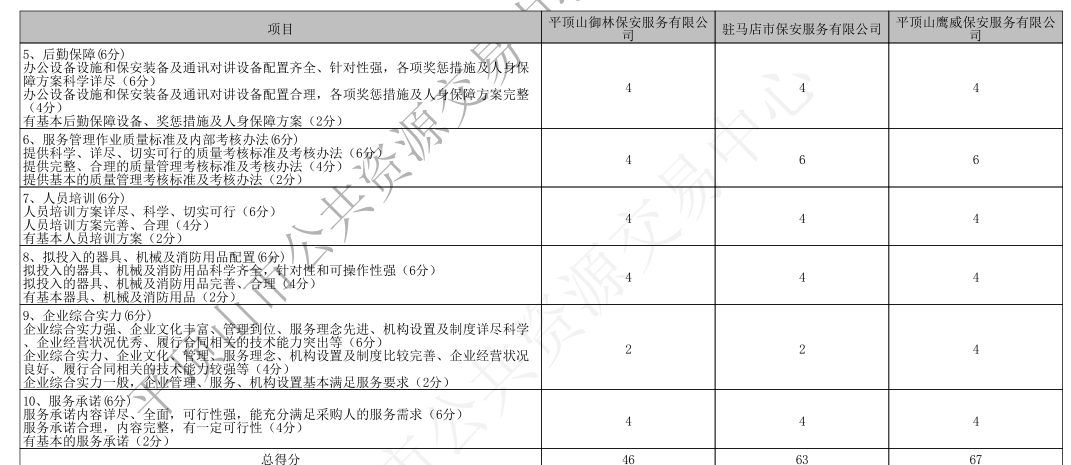 项目
平顶山御林保安服务有限公
司
驻马店市保安服务有限公司
平顶山鹰威保安服务有限公
司
5、后勤保障(6分)
办公设备设施和保安装备及通讯对讲设备配置齐全、针对性强，各项奖惩措施及人身保
障方案科学详尽（6分）
办公设备设施和保安装备及通讯对讲设备配置合理，各项奖惩措施及人身保障方案完整
（4分）
有基本后勤保障设备、奖惩措施及人身保障方案（2分）
4
4
4
6、服务管理作业质量标准及内部考核办法(6分)
提供科学、详尽、切实可行的质量考核标准及考核办法（6分）
提供完整、合理的质量管理考核标准及考核办法（4分）
提供基本的质量管理考核标准及考核办法（2分）
4
6
6
7、人员培训(6分)
人员培训方案详尽、科学、切实可行（6分）
人员培训方案完善、合理（4分）
有基本人员培训方案（2分）
4
4
4
8、拟投入的器具、机械及消防用品配置(6分)
拟投入的器具、机械及消防用品科学齐全，针对性和可操作性强（6分）
拟投入的器具、机械及消防用品完善、合理（4分）
有基本器具、机械及消防用品（2分）
4
4
4
9、企业综合实力(6分)
企业综合实力强、企业文化丰富、管理到位、服务理念先进、机构设置及制度详尽科学
、企业经营状况优秀、履行合同相关的技术能力突出等（6分）
企业综合实力、企业文化、管理、服务理念、机构设置及制度比较完善、企业经营状况
良好、履行合同相关的技术能力较强等（4分）
企业综合实力一般，企业管理、服务、机构设置基本满足服务要求（2分）
2
2
4
10、服务承诺(6分)
服务承诺内容详尽、全面，可行性强，能充分满足采购人的服务需求（6分）
服务承诺合理，内容完整，有一定可行性（4分）
有基本的服务承诺（2分）
4
4
4
总得分
46
63
67
平顶山市公共资源交易中
市公共资源交易中心